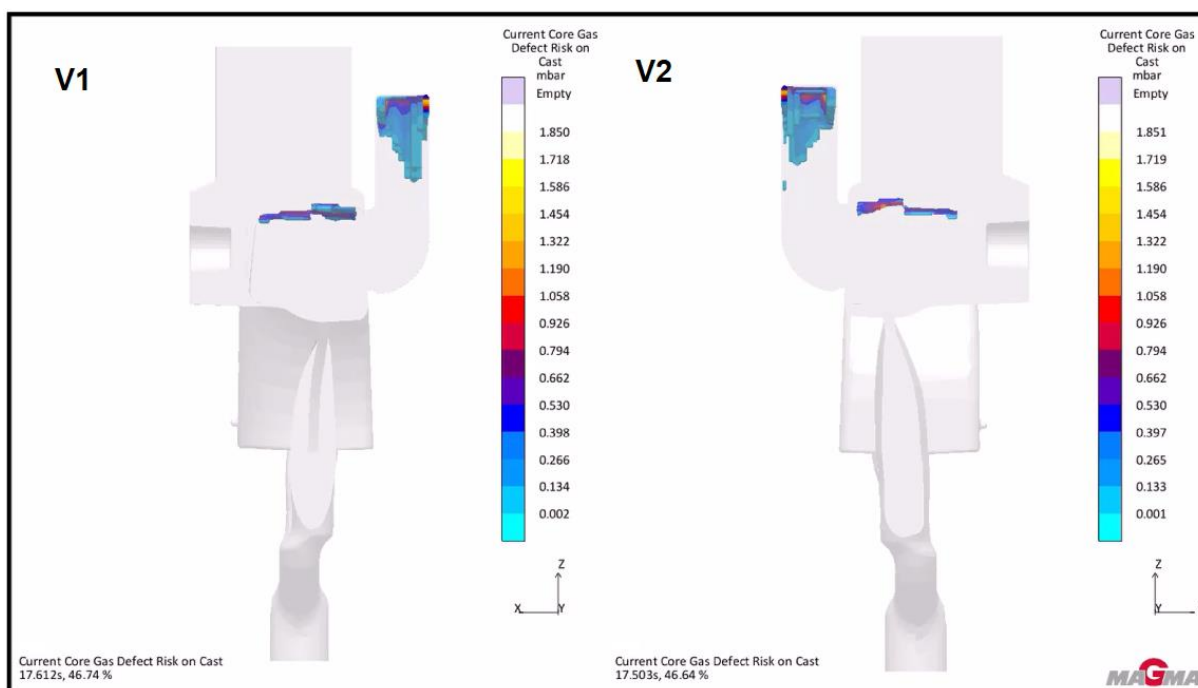 V1
Current Core Gas
Defect Risk on
Cast
mbar
Empty
1.850
1.718
1.586
1.454
1.322
1.190
1.058
0.926
0.794
0.662
0.530
0.398
0.266
0.134
0.002
Z
X
Y
Current Core Gas Defect Risk on Cast
17.612s, 46.74 %
V2
Current Core Gas
Defect Risk on
Cast
mbar
Empty
1.851
1.719
1.586
1.454
1.322
1.190
1.058
0.926
0.794
0.662
0.530
0.397
0.265
0.133
0.001
Z
Y
Current Core Gas Defect Risk on Cast
17.503s, 46.64 %
MAGMA